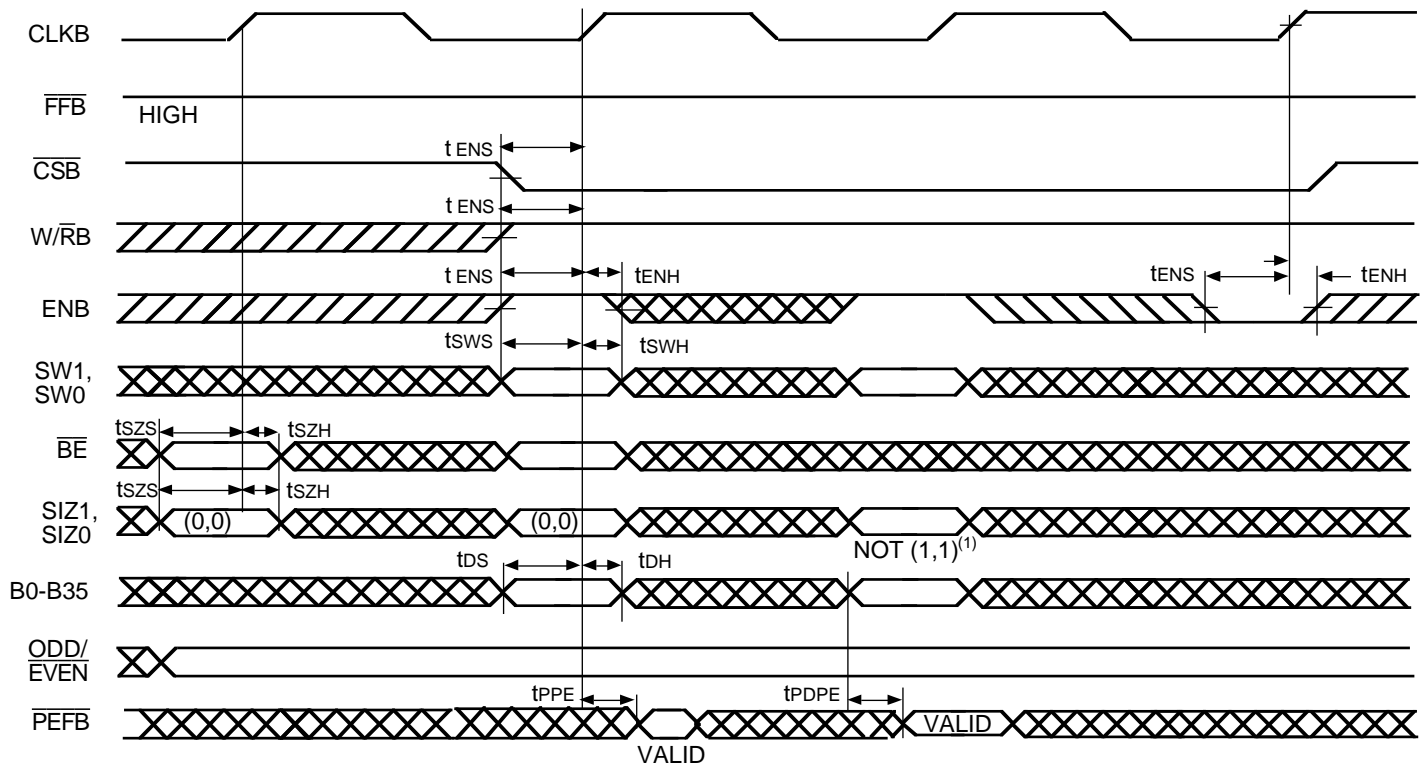 CLKB
FFB
HIGH
t ENS
CSB
t ENS
W/RB
t ENS
tENH
tENS
tENH
ENB
tSWS
tSWH
SW1,
SW0
tSZS
tSZH
BE
tSZS
tSZH
SIZ1,
SIZ0
(0,0)
(0,0)
NOT (1,1)(1)
tDS
tDH
B0-B35
ODD/
EVEN
tPPE
tPDPE
PEFB
VALID
VALID